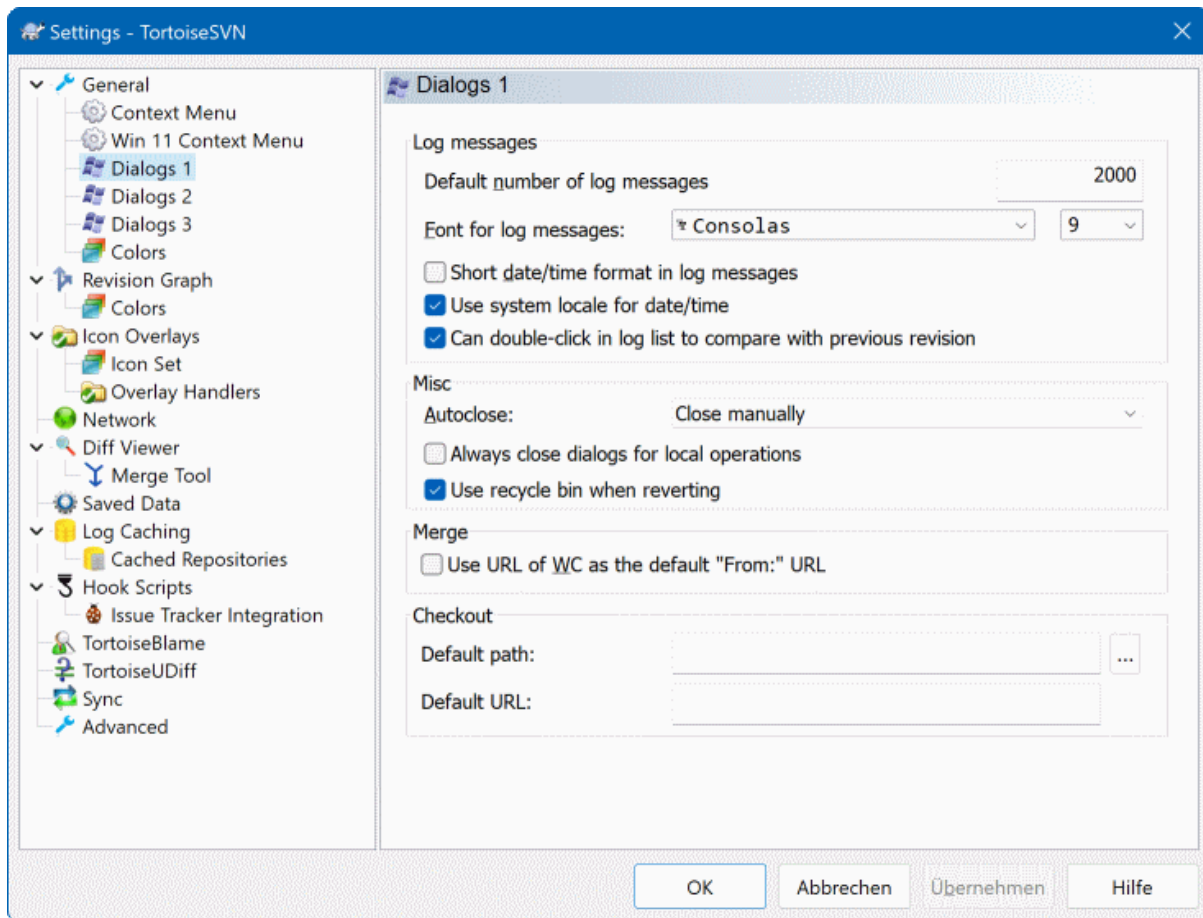 Settings - TortoiseSVN
General
Context Menu
Win 11 Context Menu
Dialogs 1
Dialogs 2
Dialogs 3
Colors
Revision Graph
Colors
Icon Overlays
Icon Set
Overlay Handlers
Network
Diff Viewer
Merge Tool
Saved Data
Log Caching
Cached Repositories
Hook Scripts
Issue Tracker Integration
TortoiseBlame
TortoiseUDiff
Sync
Advanced
Dialogs 1
Log messages
Default number of log messages 2000
Font for log messages: Consolas 9
Short date/time format in log messages
Use system locale for date/time
Can double-click in log list to compare with previous revision
Misc
Autoclose: Close manually
Always close dialogs for local operations
Use recycle bin when reverting
Merge
Use URL of WC as the default "From:" URL
Checkout
Default path: ...
Default URL:
OK Abbrechen Übernehmen Hilfe